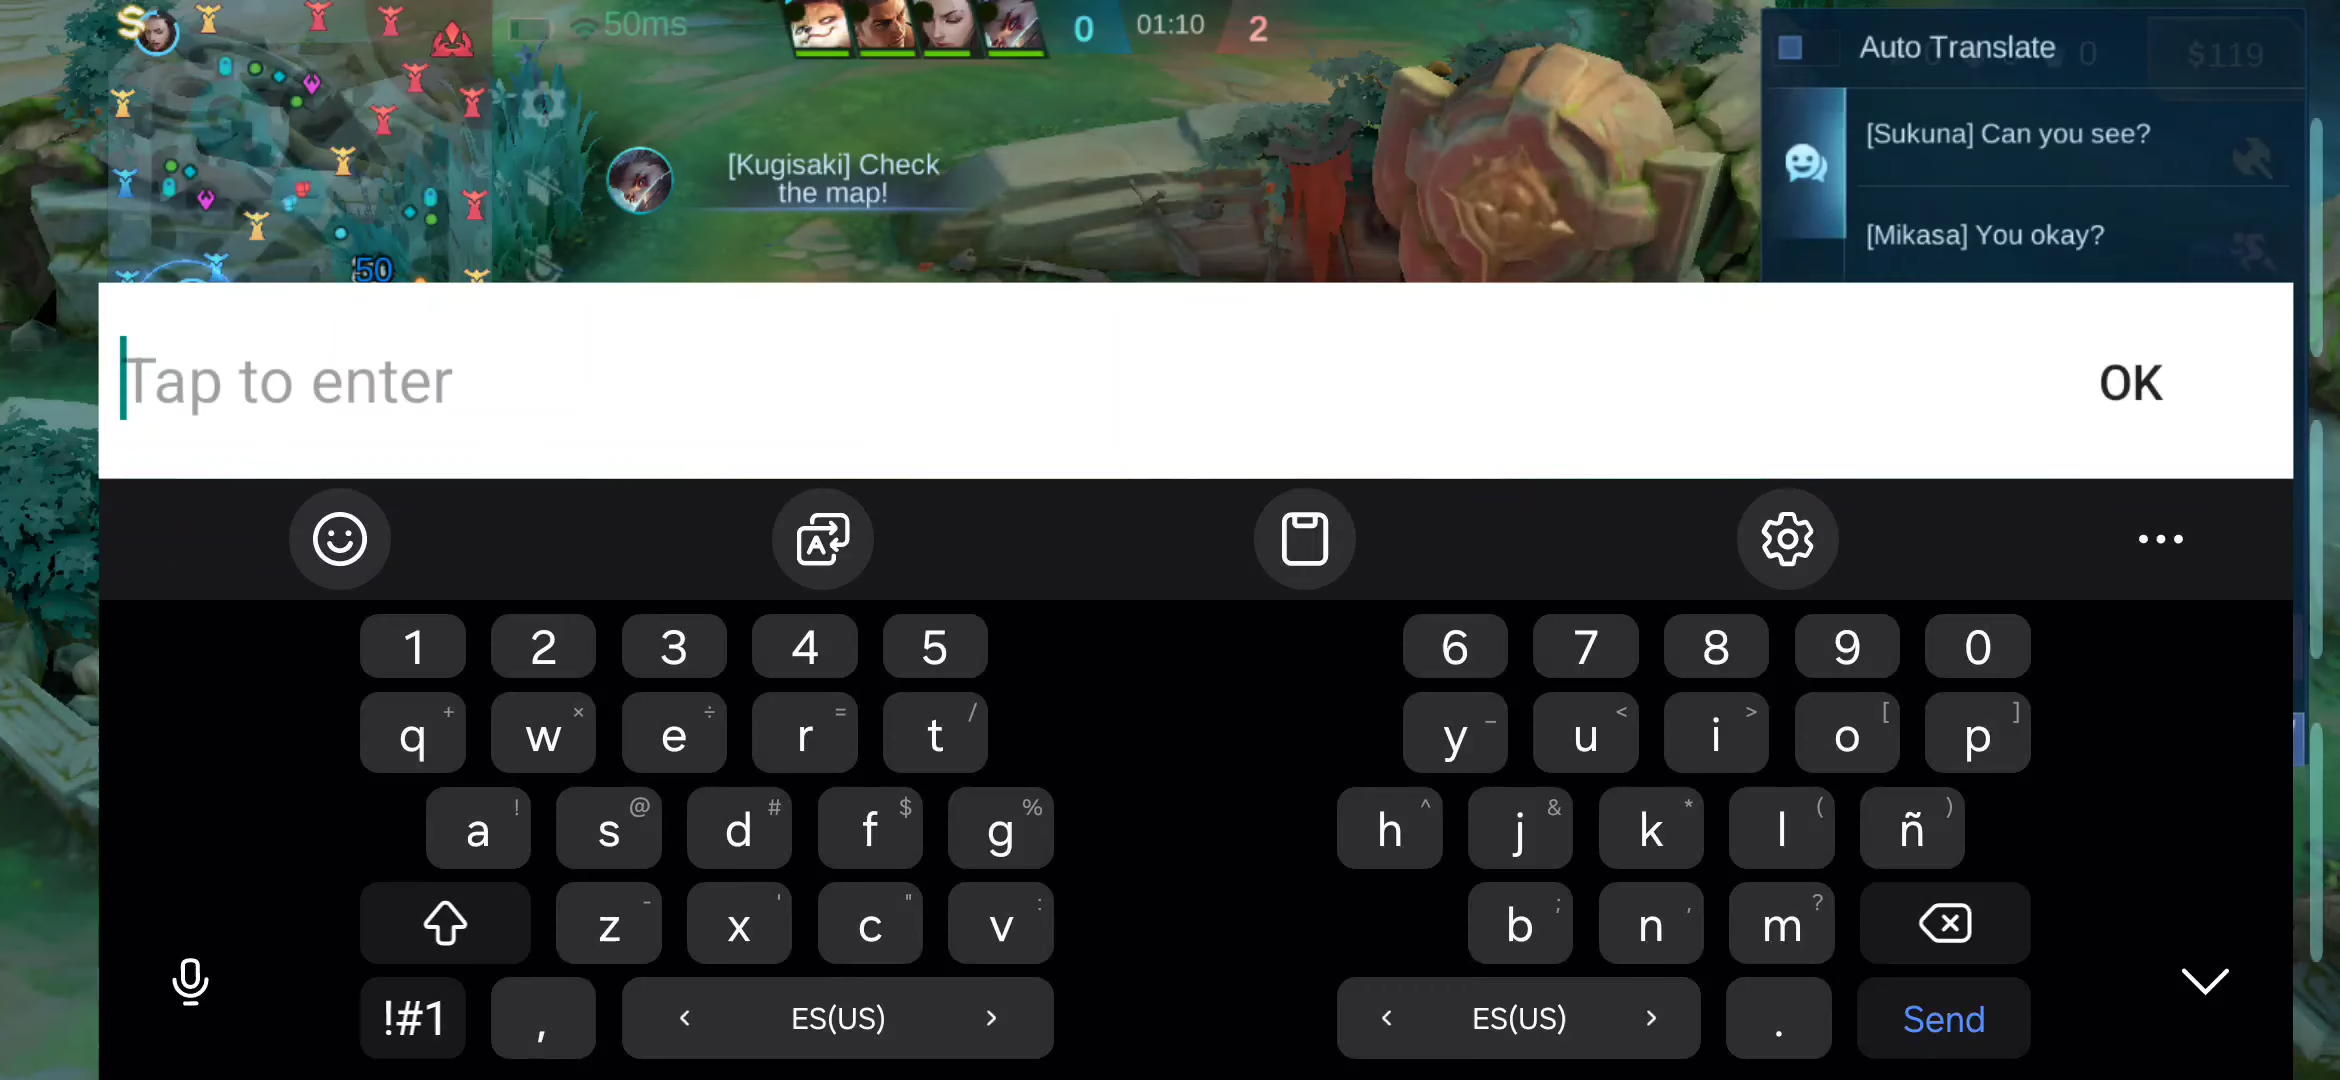 50ms
0 01:10 2
Auto Translate
0 $119
[Kugisaki] Check
the map!
[Sukuna] Can you see?
[Mikasa] You okay?
50
Tap to enter OK
1 2 3 4 5 6 7 8 9 0
q + w × e ÷ r = t / y _ u < i > o [ p ]
a ! s @ d # f $ g % h ^ j & k * l ( ñ )
z - x ' c " v : b ; n , m ?
!#1 , < ES(US) > < ES(US) > . Send